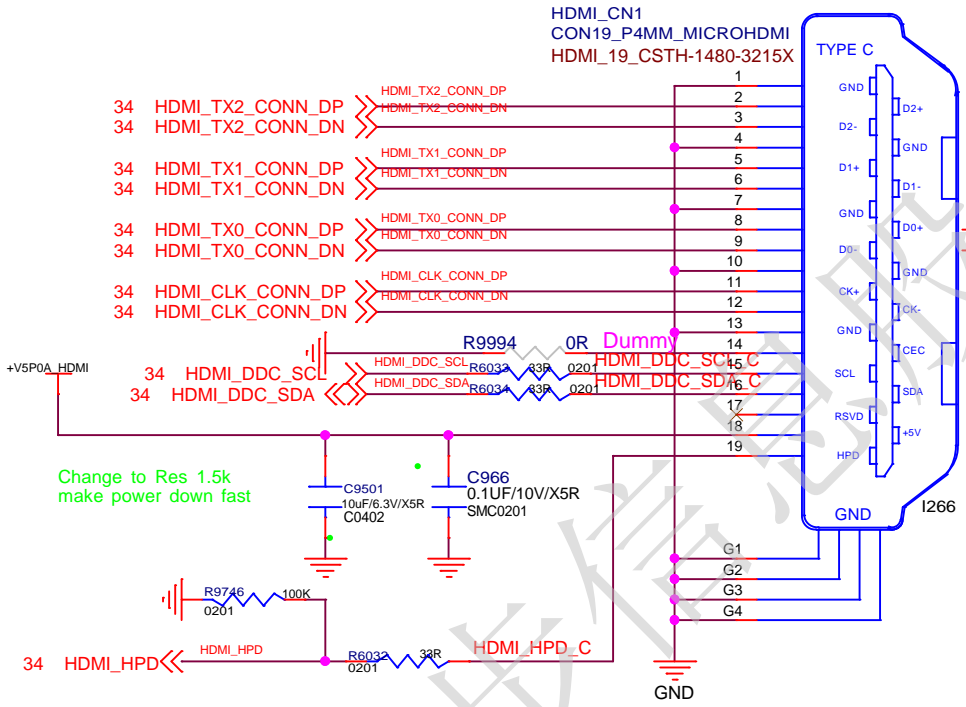 HDMI_CN1
CON19_P4MM_MICROHDMI
HDMI_19_CSTH-1480-3215X
TYPE C
1
GND
34 HDMI_TX2_CONN_DP HDMI_TX2_CONN_DP 2 D2+
34 HDMI_TX2_CONN_DN HDMI_TX2_CONN_DN 3 D2-
4 GND
34 HDMI_TX1_CONN_DP HDMI_TX1_CONN_DP 5 D1+
34 HDMI_TX1_CONN_DN HDMI_TX1_CONN_DN 6 D1-
7 GND
34 HDMI_TX0_CONN_DP HDMI_TX0_CONN_DP 8 D0+
34 HDMI_TX0_CONN_DN HDMI_TX0_CONN_DN 9 D0-
10 GND
34 HDMI_CLK_CONN_DP HDMI_CLK_CONN_DP 11 CK+
34 HDMI_CLK_CONN_DN HDMI_CLK_CONN_DN 12 CK-
13 GND
R9994 0R Dummy 14 CEC
34 HDMI_DDC_SCL HDMI_DDC_SCL R6033 33R 0201 HDMI_DDC_SCL_C 15 SCL
34 HDMI_DDC_SDA HDMI_DDC_SDA R6034 33R 0201 HDMI_DDC_SDA_C 16 SDA
17 RSVD
+V5P0A_HDMI
18 +5V
19 HPD
Change to Res 1.5k
make power down fast
C9501
10uF/6.3V/X5R
C0402
C966
0.1UF/10V/X5R
SMC0201
GND
I266
G1
G2
G3
G4
R9746 100K
0201
34 HDMI_HPD HDMI_HPD R6032 33R HDMI_HPD_C
0201
GND
信息股